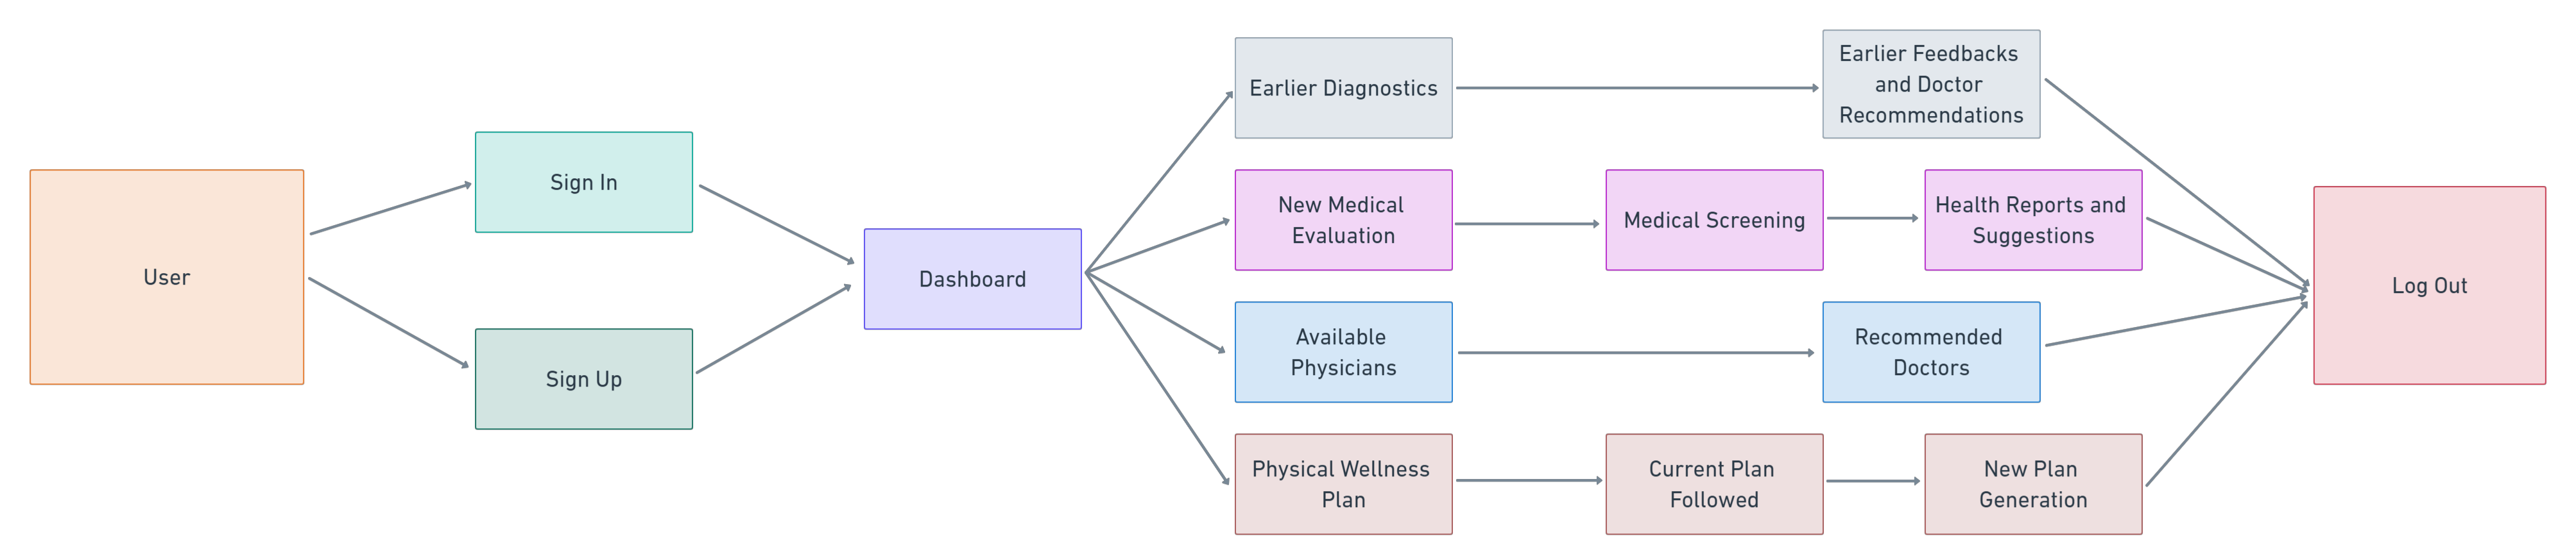 User
Sign In
Sign Up
Dashboard
Earlier Diagnostics
Earlier Feedbacks
and Doctor
Recommendations
New Medical
Evaluation
Medical Screening
Health Reports and
Suggestions
Available
Physicians
Recommended
Doctors
Physical Wellness
Plan
Current Plan
Followed
New Plan
Generation
Log Out